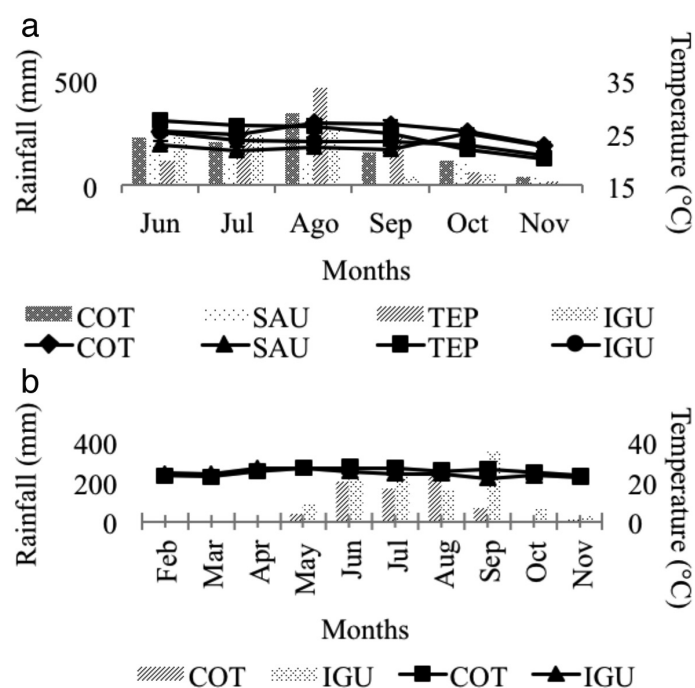 a
Rainfall (mm)
500
0
Temperature (°C)
35
25
15
Jun Jul Ago Sep Oct Nov
Months
COT SAU TEP IGU
COT SAU TEP IGU
b
Rainfall (mm)
400
200
0
Temperature (°C)
40
20
0
Feb Mar Apr May Jun Jul Aug Sep Oct Nov
Months
COT IGU COT IGU